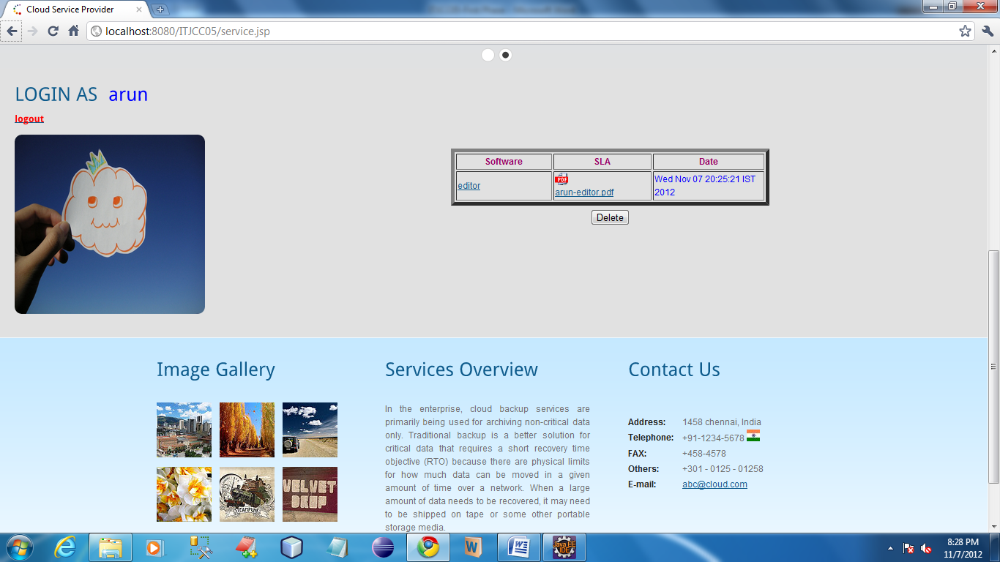 Cloud Service Provider
localhost:8080/ITJCC05/service.jsp
LOGIN AS arun
logout
Software SLA Date
editor
PDF
arun-editor.pdf
Wed Nov 07 20:25:21 IST
2012
Delete
Image Gallery
VELVET
DROP
Services Overview
In the enterprise, cloud backup services are
primarily being used for archiving non-critical data
only. Traditional backup is a better solution for
critical data that requires a short recovery time
objective (RTO) because there are physical limits
for how much data can be moved in a given
amount of time over a network. When a large
amount of data needs to be recovered, it may need
to be shipped on tape or some other portable
storage media.
Contact Us
Address: 1458 chennai, India
Telephone: +91-1234-5678
FAX: +458-4578
Others: +301 - 0125 - 01258
E-mail: abc@cloud.com
Java EE
IDE
8:28 PM
11/7/2012